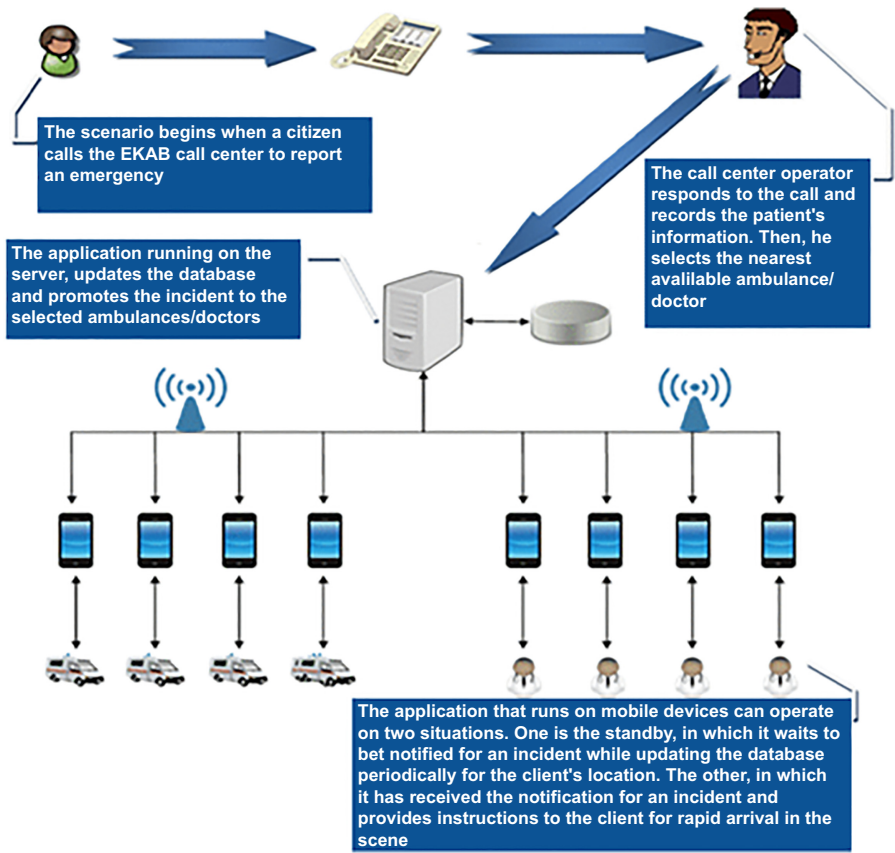 The scenario begins when a citizen
calls the EKAB call center to report
an emergency
The call center operator
responds to the call and
records the patient's
information. Then, he
selects the nearest
avalilable ambulance/
doctor
The application running on the
server, updates the database
and promotes the incident to the
selected ambulances/doctors
The application that runs on mobile devices can operate
on two situations. One is the standby, in which it waits to
bet notified for an incident while updating the database
periodically for the client's location. The other, in which
it has received the notification for an incident and
provides instructions to the client for rapid arrival in the
scene